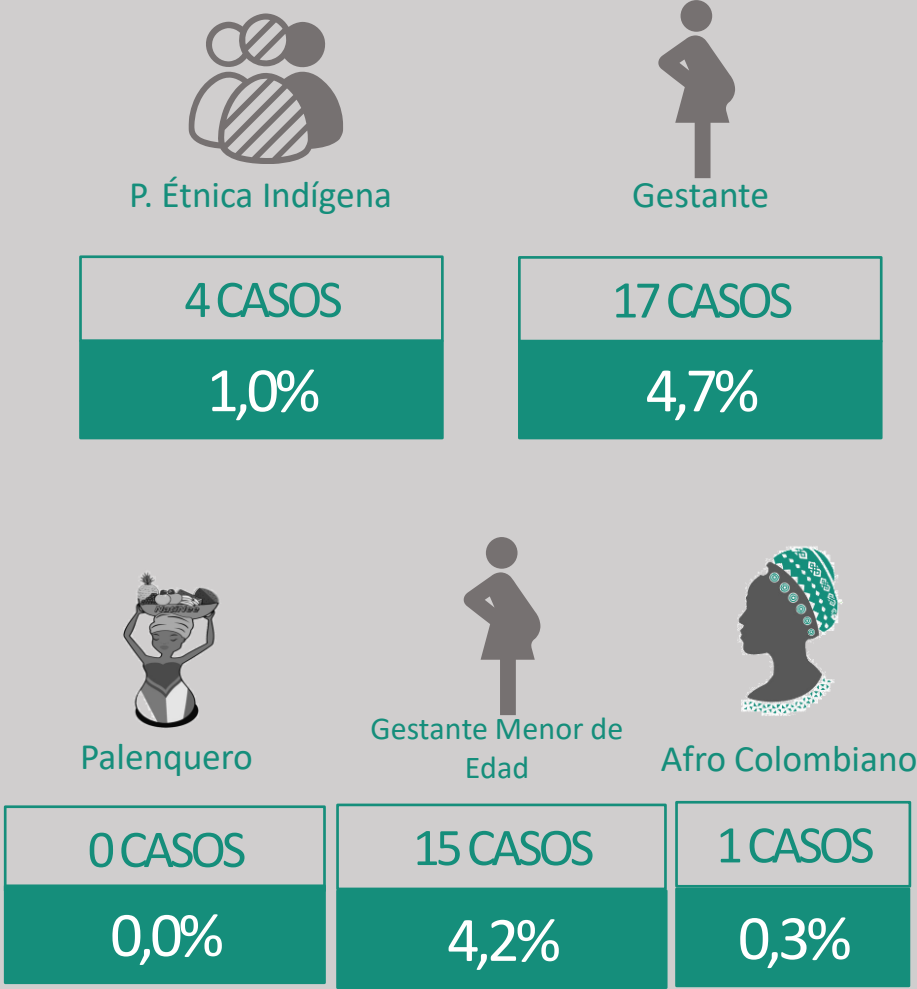 P. Étnica Indígena
Gestante
4 CASOS
17 CASOS
1,0%
4,7%
Palenquero
Gestante Menor de
Edad
Afro Colombiano
0 CASOS
15 CASOS
1 CASOS
0,0%
4,2%
0,3%